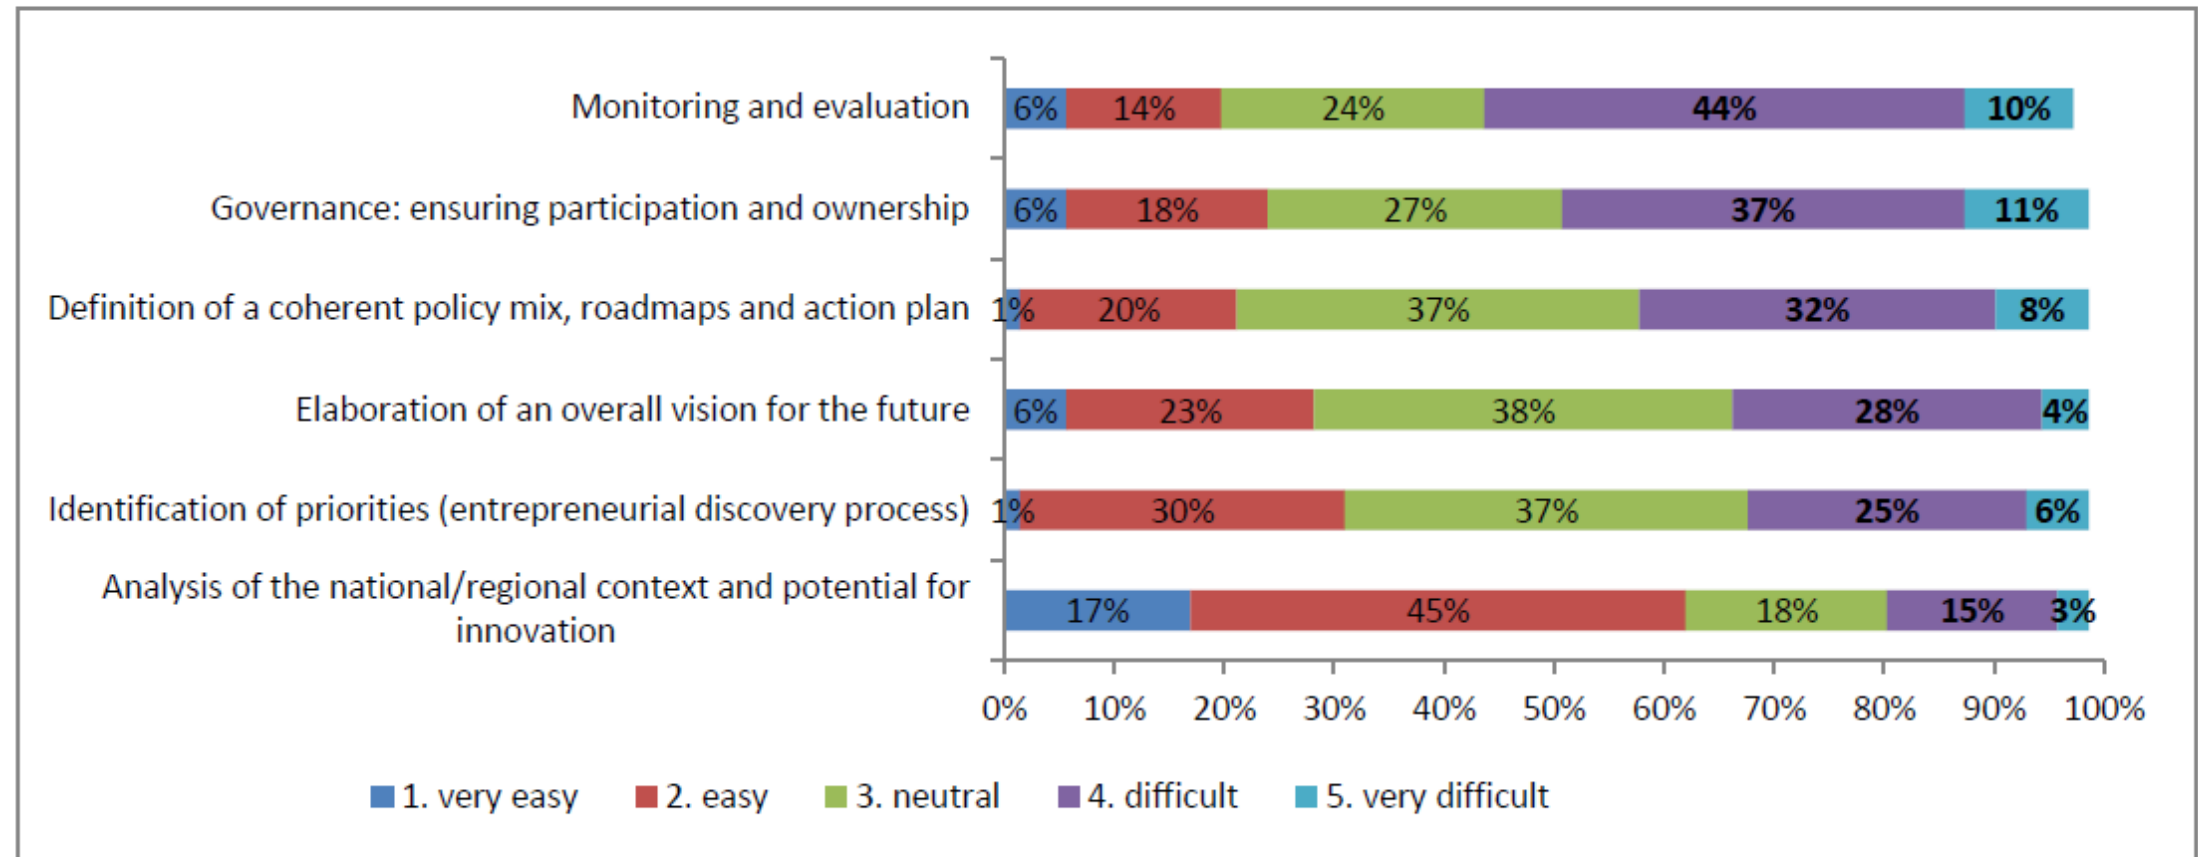 Monitoring and evaluation 6% 14% 24% 44% 10%
Governance: ensuring participation and ownership 6% 18% 27% 37% 11%
Definition of a coherent policy mix, roadmaps and action plan 1% 20% 37% 32% 8%
Elaboration of an overall vision for the future 6% 23% 38% 28% 4%
Identification of priorities (entrepreneurial discovery process) 1% 30% 37% 25% 6%
Analysis of the national/regional context and potential for
innovation
17% 45% 18% 15% 3%
0% 10% 20% 30% 40% 50% 60% 70% 80% 90% 100%
1. very easy 2. easy 3. neutral 4. difficult 5. very difficult